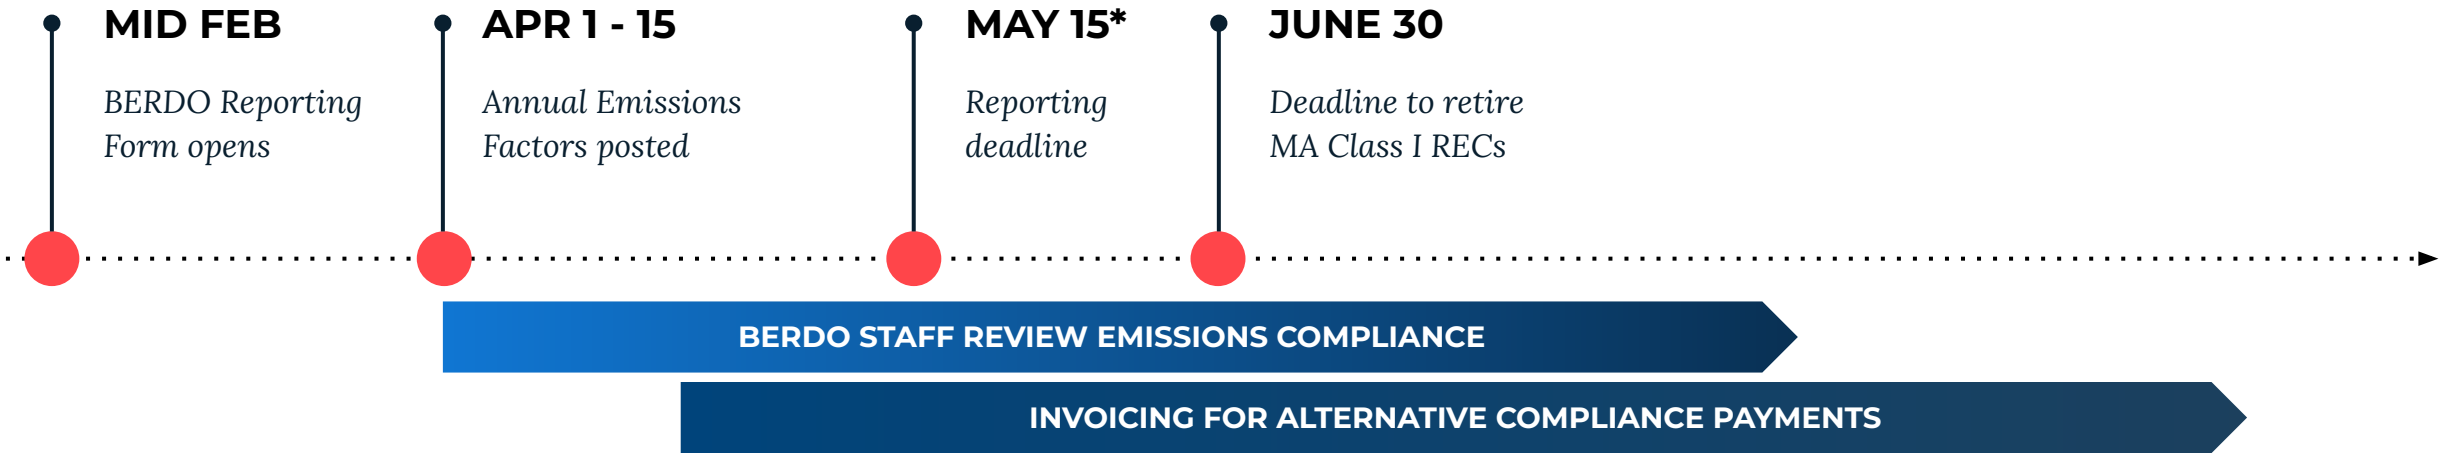 MID FEB
BERDO Reporting
Form opens
APR 1 - 15
Annual Emissions
Factors posted
MAY 15*
Reporting
deadline
JUNE 30
Deadline to retire
MA Class I RECs
BERDO STAFF REVIEW EMISSIONS COMPLIANCE
INVOICING FOR ALTERNATIVE COMPLIANCE PAYMENTS